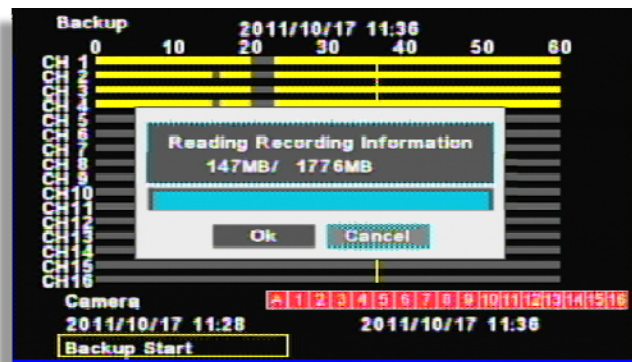 Backup 2011/10/17 11:36
0 10 20 30 40 50 60
CH 1
CH 2
CH 3
CH 4
CH 5
CH 6
CH 7
CH 8
CH 9
CH10
CH11
CH12
CH13
CH14
CH15
CH16
Reading Recording Information
147MB/ 1776MB
Ok Cancel
Camera A 1 2 3 4 5 6 7 8 9 10 11 12 13 14 15 16
2011/10/17 11:28 2011/10/17 11:36
Backup Start